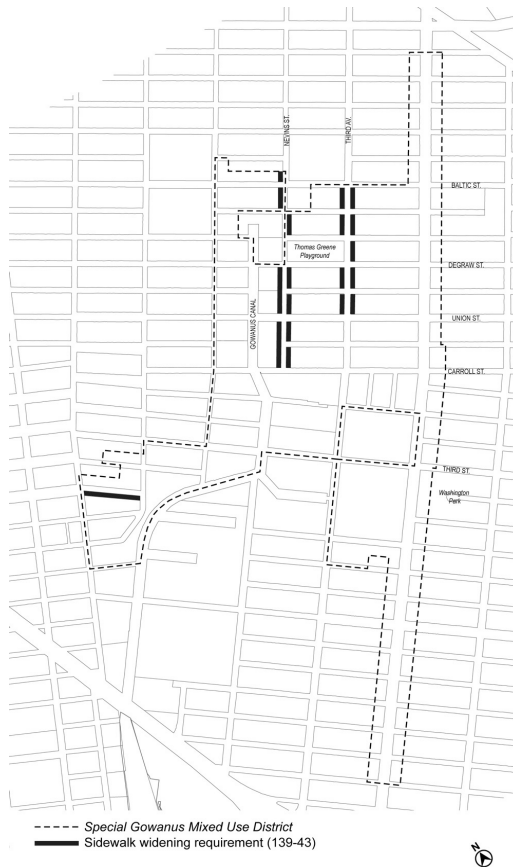 NEVINS ST.
THIRD AV.
BALTIC ST.
Thomas Greene
Playground
DEGRAW ST.
GOWANUS CANAL
UNION ST.
CARROLL ST.
THIRD ST.
Washington
Park
Special Gowanus Mixed Use District
Sidewalk widening requirement (139-43)
N